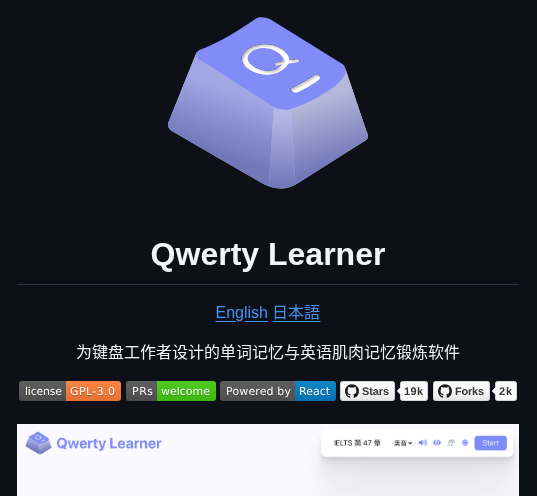 Q
Qwerty Learner
English 日本語
为键盘工作者设计的单词记忆与英语肌肉记忆锻炼软件
license GPL-3.0 PRs welcome Powered by React Stars 19k Forks 2k
Qwerty Learner IELTS 第 47 章 美音 Start